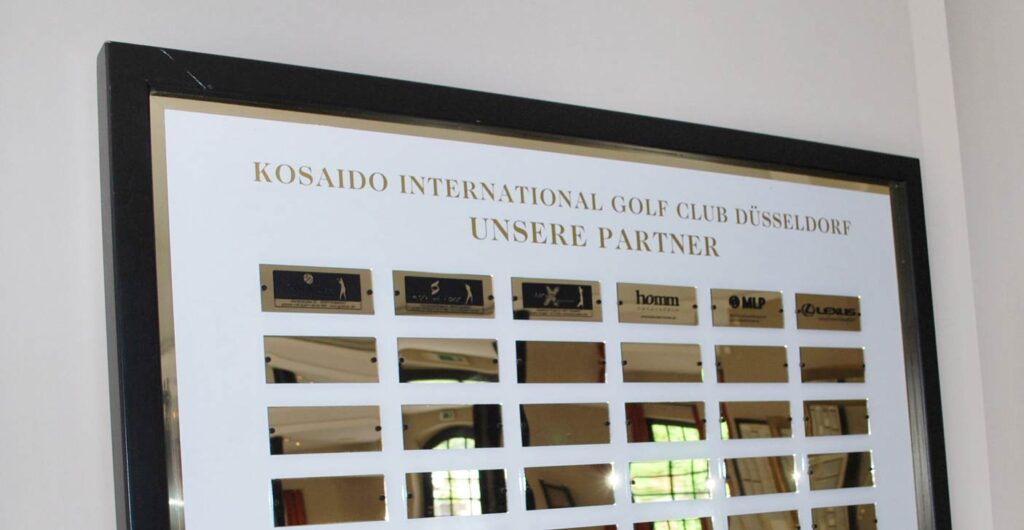 KOSAIDO INTERNATIONAL GOLF CLUB DÜSSELDORF
UNSERE PARTNER
homm
MLP
LEXUS